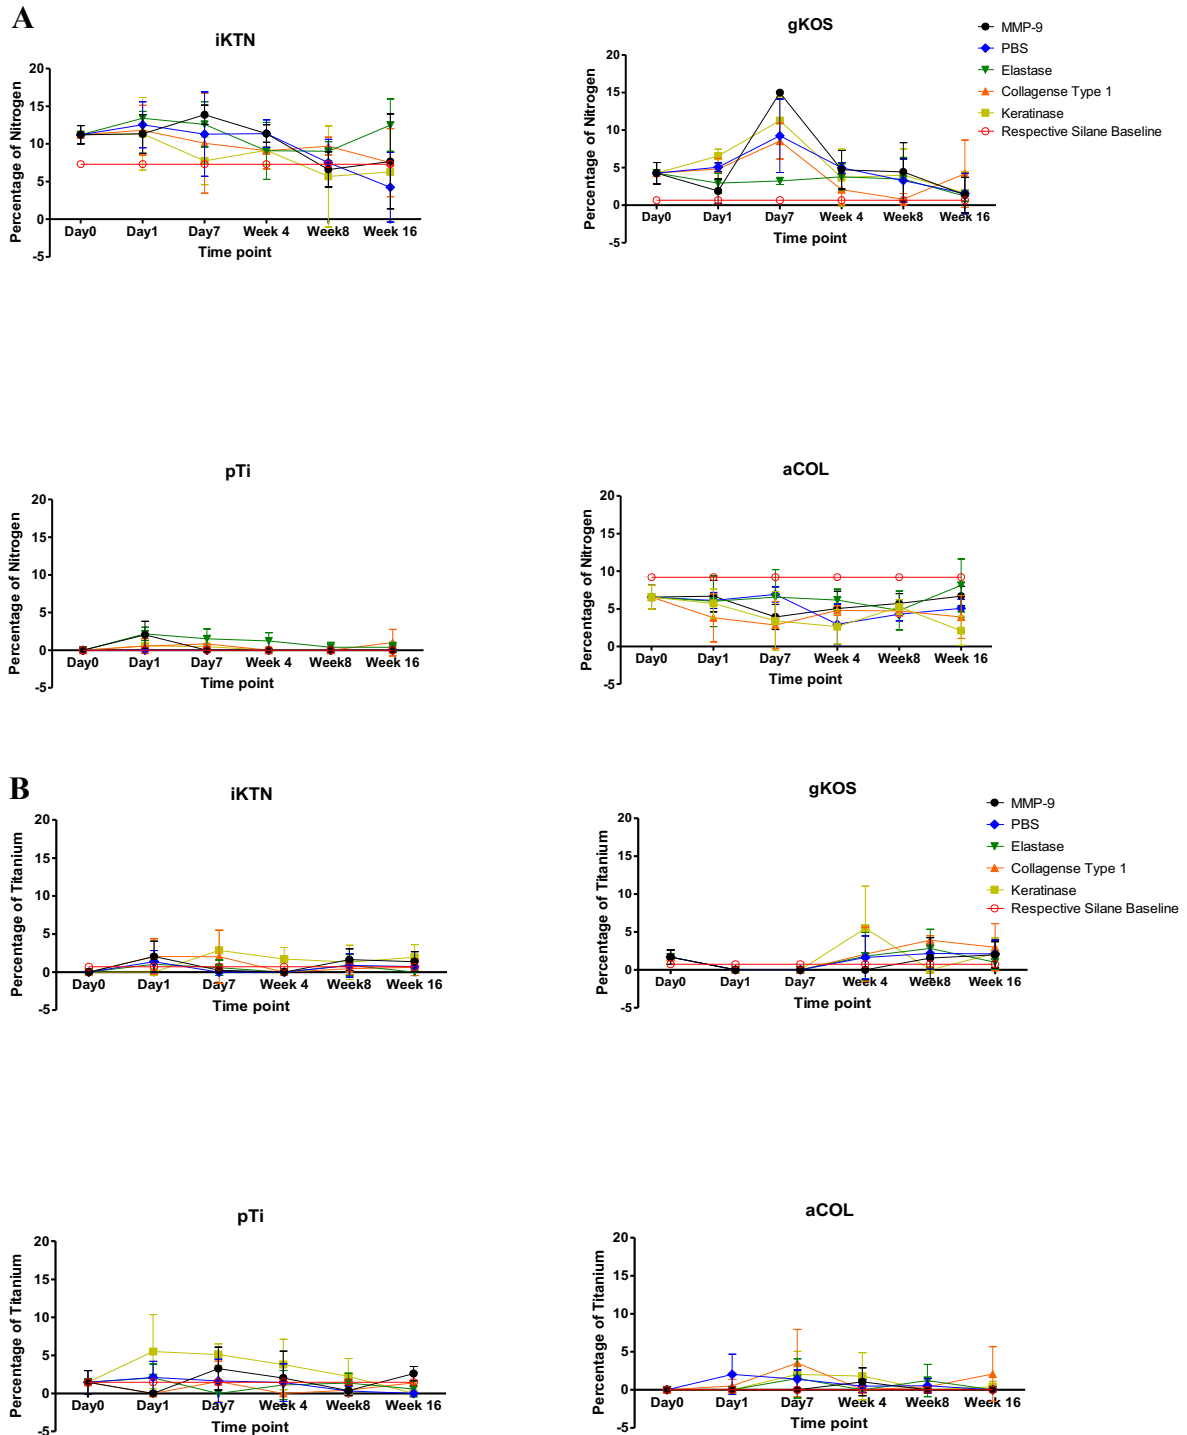 A
iKTN
Percentage of Nitrogen
20
15
10
5
0
-5
Day0 Day1 Day7 Week 4 Week8 Week 16
Time point
gKOS
Percentage of Nitrogen
20
15
10
5
0
-5
Day0 Day1 Day7 Week 4 Week8 Week 16
Time point
MMP-9
PBS
Elastase
Collagense Type 1
Keratinase
Respective Silane Baseline
pTi
Percentage of Nitrogen
20
15
10
5
0
-5
Day0 Day1 Day7 Week 4 Week8 Week 16
Time point
aCOL
Percentage of Nitrogen
20
15
10
5
0
-5
Day0 Day1 Day7 Week 4 Week8 Week 16
Time point
B
iKTN
Percentage of Titanium
20
15
10
5
0
-5
Day0 Day1 Day7 Week 4 Week8 Week 16
Time point
gKOS
Percentage of Titanium
20
15
10
5
0
-5
Day0 Day1 Day7 Week 4 Week8 Week 16
Time point
MMP-9
PBS
Elastase
Collagense Type 1
Keratinase
Respective Silane Baseline
pTi
Percentage of Titanium
20
15
10
5
0
-5
Day0 Day1 Day7 Week 4 Week8 Week 16
Time point
aCOL
Percentage of Titanium
20
15
10
5
0
-5
Day0 Day1 Day7 Week 4 Week8 Week 16
Time point